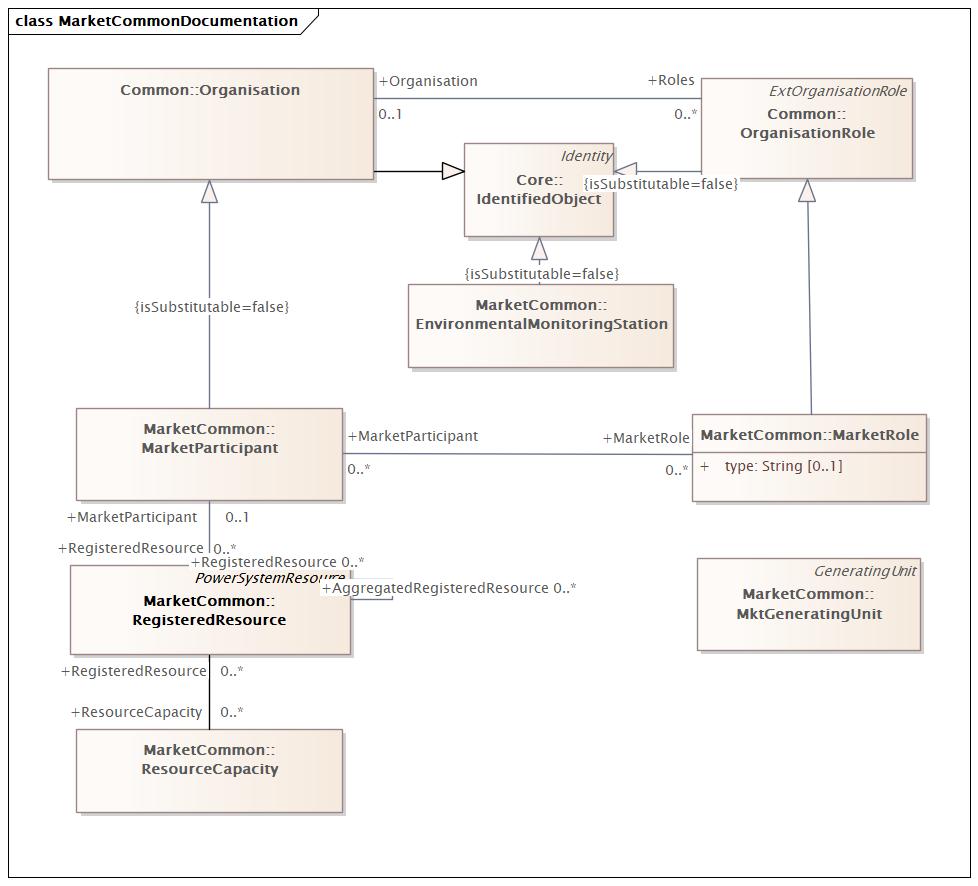 class MarketCommonDocumentation
Common::Organisation
+Organisation
0..1
+Roles
0..*
ExtOrganisationRole
Common::
OrganisationRole
Identity
Core::
IdentifiedObject
{isSubstitutable=false}
{isSubstitutable=false}
{isSubstitutable=false}
MarketCommon::
EnvironmentalMonitoringStation
MarketCommon::
MarketParticipant
+MarketParticipant
0..*
+MarketRole
0..*
MarketCommon::MarketRole
+ type: String [0..1]
+MarketParticipant 0..1
+RegisteredResource 0..*
+RegisteredResource 0..*
PowerSystemResource
+AggregatedRegisteredResource 0..*
MarketCommon::
RegisteredResource
GeneratingUnit
MarketCommon::
MktGeneratingUnit
+RegisteredResource 0..*
+ResourceCapacity 0..*
MarketCommon::
ResourceCapacity